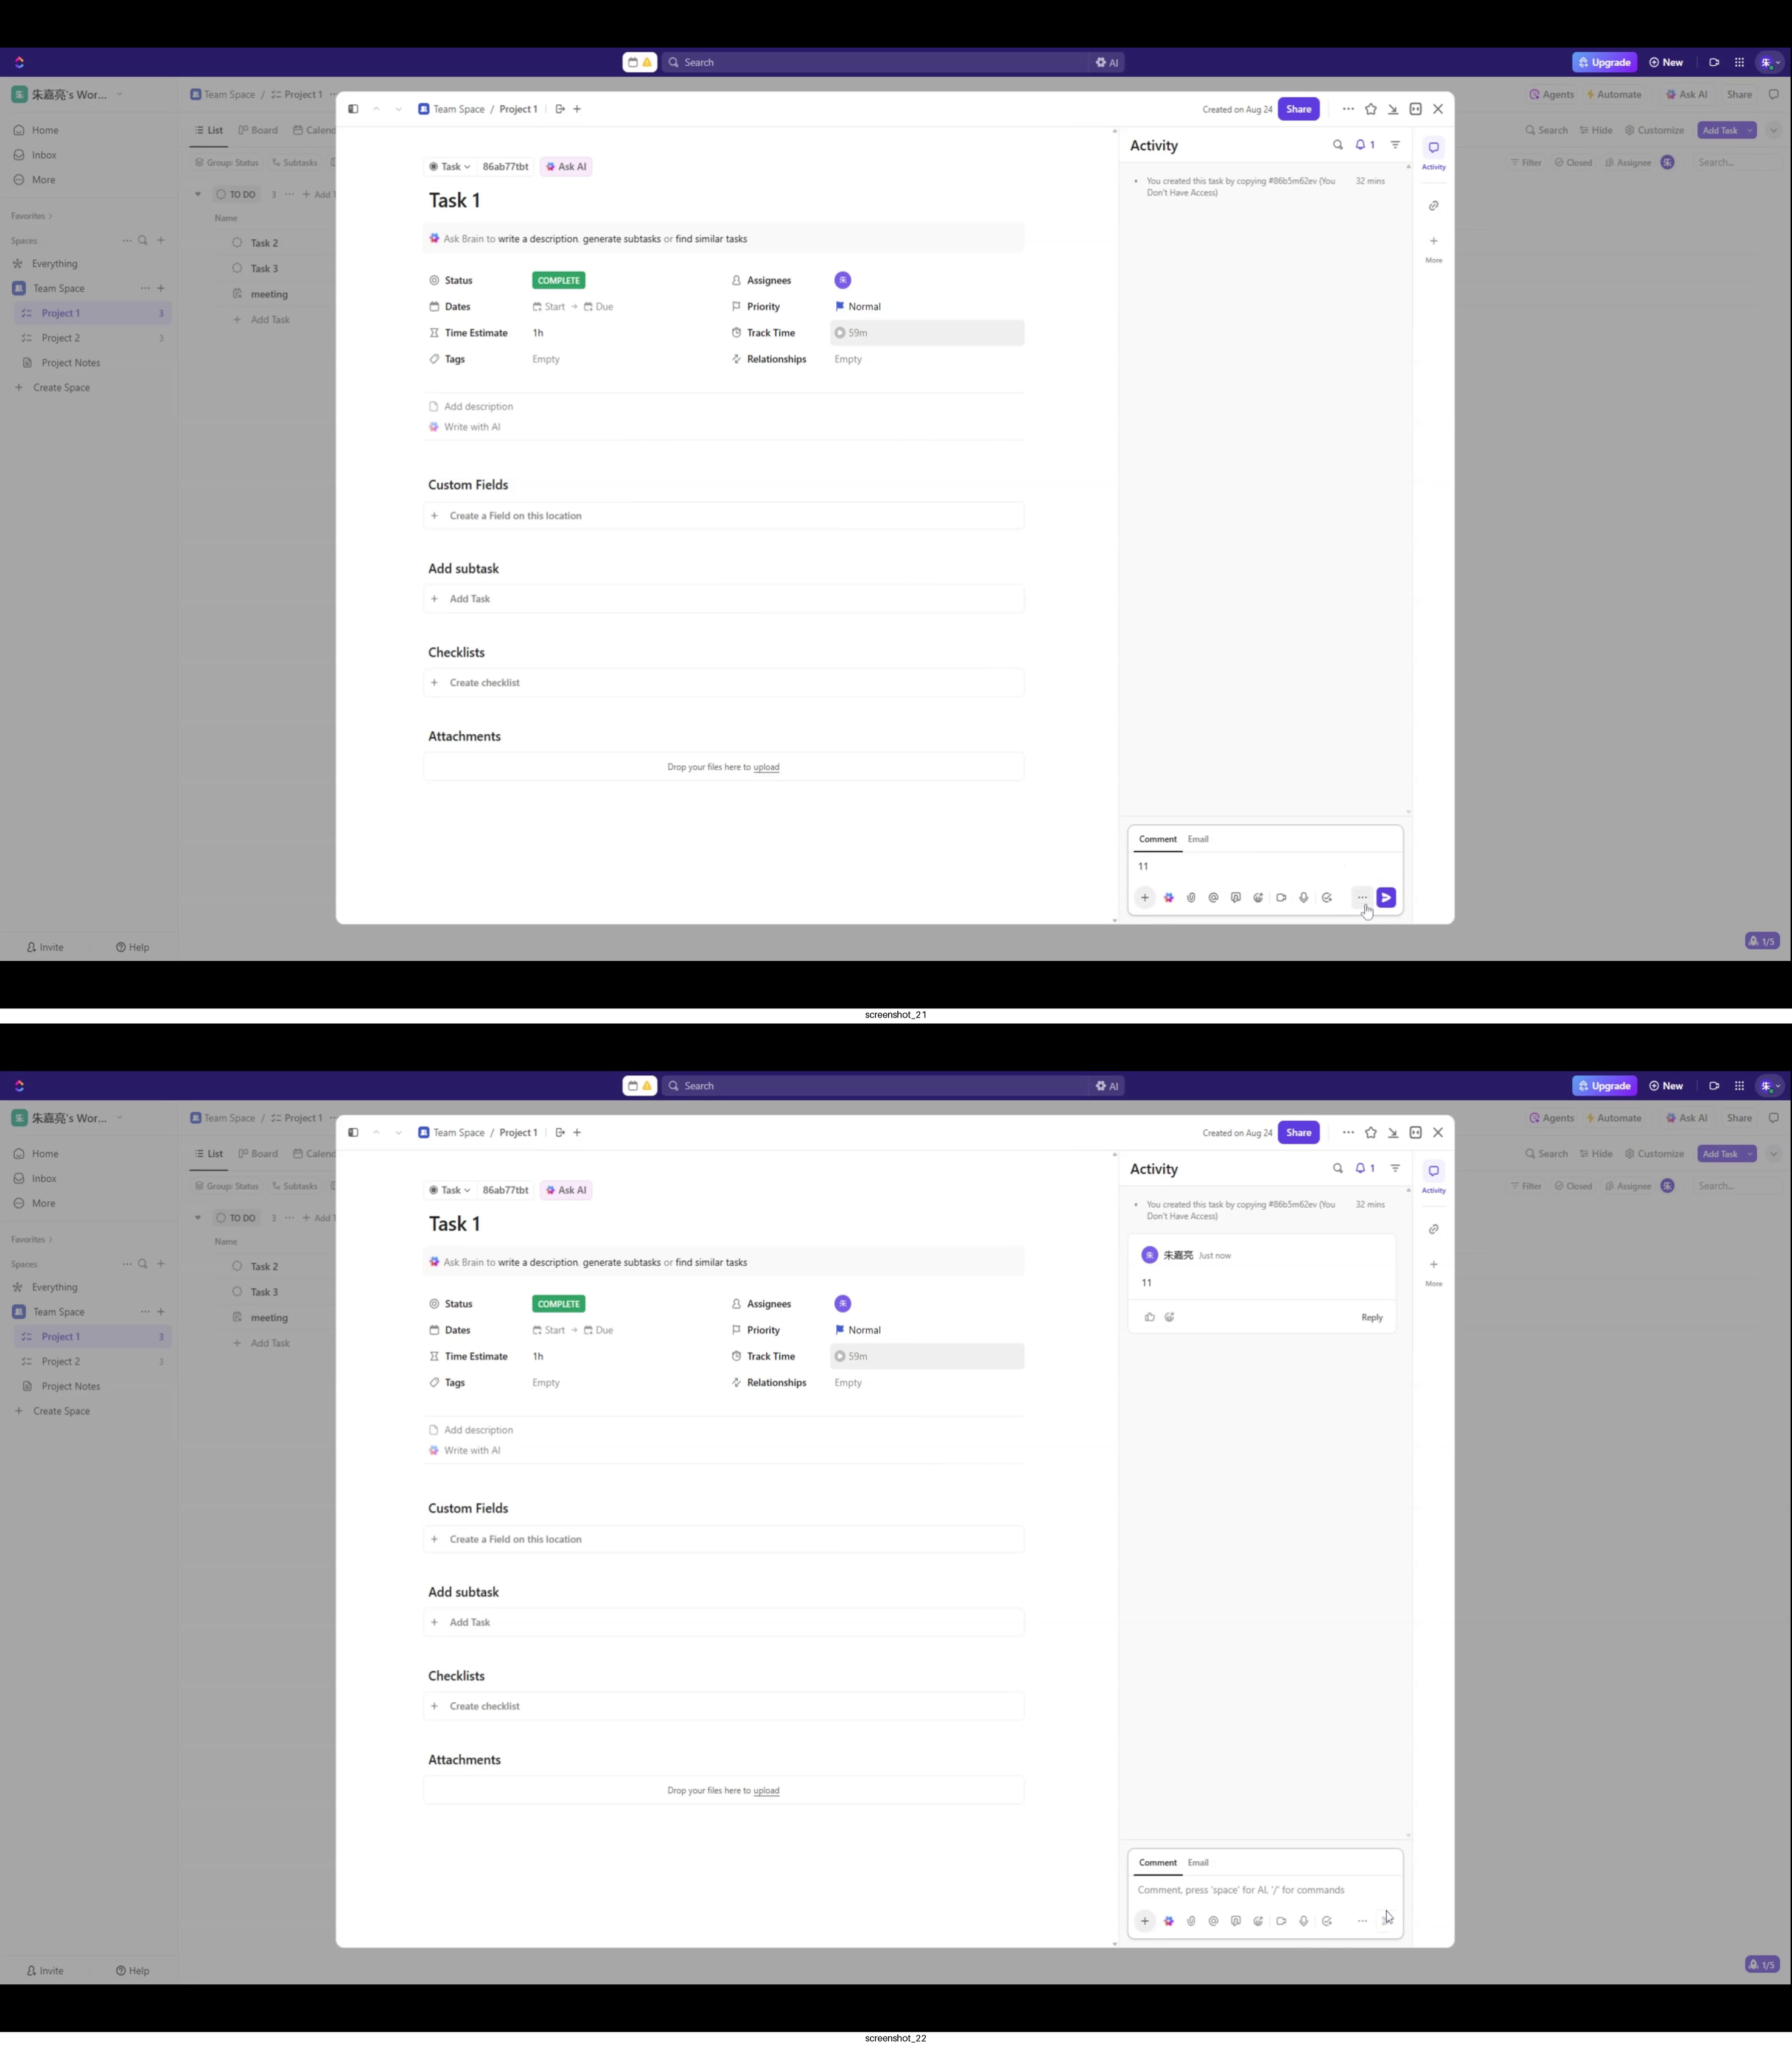 Search
AI
Upgrade
New
朱
朱 朱嘉亮's Wor...
Team Space / Project 1 ...
Team Space / Project 1
Created on Aug 24
Share
Agents
Automate
Ask AI
Share
Home
Inbox
More
List
Board
Calend
Search
Hide
Customize
Add Task
Group: Status
Subtasks
Filter
Closed
Assignee
朱
Search...
Favorites
Spaces
Everything
Team Space
Project 1 3
Project 2 3
Project Notes
Create Space
TO DO 3 ... + Add T
Name
Task 2
Task 3
meeting
Add Task
Task
86ab77tbt
Ask AI
Task 1
Ask Brain to write a description, generate subtasks or find similar tasks
Status COMPLETE
Assignees 朱
Dates Start → Due
Priority Normal
Time Estimate 1h
Track Time 59m
Tags Empty
Relationships Empty
Add description
Write with AI
Custom Fields
+ Create a Field on this location
Add subtask
+ Add Task
Checklists
+ Create checklist
Attachments
Drop your files here to upload
Activity
1
• You created this task by copying #86b5m62ev (You 32 mins
Don't Have Access)
Activity
More
Comment Email
11
Invite
Help
1/5
screenshot_21
Search
AI
Upgrade
New
朱
朱 朱嘉亮's Wor...
Team Space / Project 1 ...
Team Space / Project 1
Created on Aug 24
Share
Agents
Automate
Ask AI
Share
Home
Inbox
More
List
Board
Calend
Search
Hide
Customize
Add Task
Group: Status
Subtasks
Filter
Closed
Assignee
朱
Search...
Favorites
Spaces
Everything
Team Space
Project 1 3
Project 2 3
Project Notes
Create Space
TO DO 3 ... + Add T
Name
Task 2
Task 3
meeting
Add Task
Task
86ab77tbt
Ask AI
Task 1
Ask Brain to write a description, generate subtasks or find similar tasks
Status COMPLETE
Assignees 朱
Dates Start → Due
Priority Normal
Time Estimate 1h
Track Time 59m
Tags Empty
Relationships Empty
Add description
Write with AI
Custom Fields
+ Create a Field on this location
Add subtask
+ Add Task
Checklists
+ Create checklist
Attachments
Drop your files here to upload
Activity
1
• You created this task by copying #86b5m62ev (You 32 mins
Don't Have Access)
朱 朱嘉亮 Just now
11
Reply
Activity
More
Comment Email
Comment, press 'space' for AI, '/' for commands
Invite
Help
1/5
screenshot_22